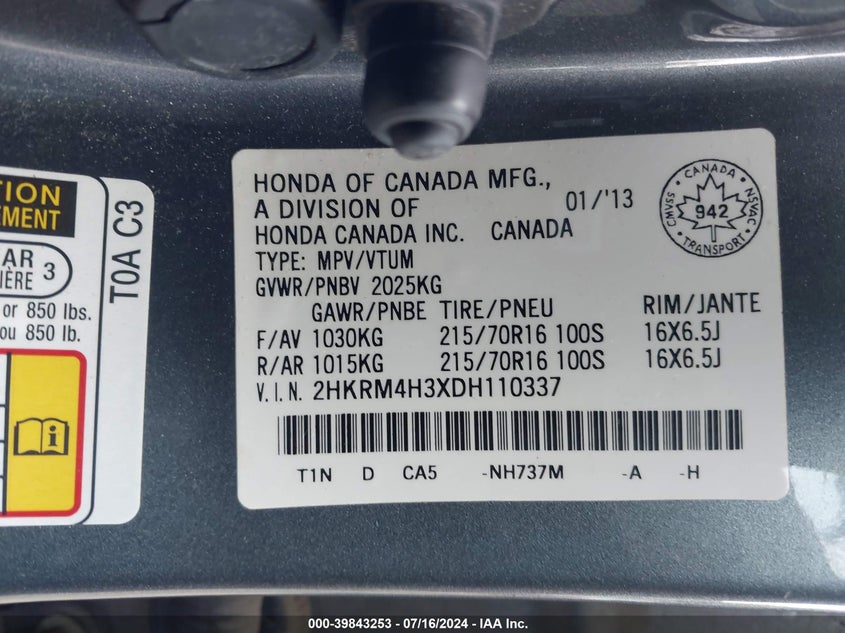 HONDA OF CANADA MFG.,
A DIVISION OF 01/'13
HONDA CANADA INC. CANADA
TYPE: MPV/VTUM
GVWR/PNBV 2025KG
GAWR/PNBE TIRE/PNEU RIM/JANTE
F/AV 1030KG 215/70R16 100S 16X6.5J
R/AR 1015KG 215/70R16 100S 16X6.5J
V.I.N. 2HKRM4H3XDH110337
T1N D CA5 -NH737M -A -H
CANADA
CMVSS 942 NSVAC
TRANSPORT
TION
EMENT
AR 3
IÈRE
or 850 lbs.
ou 850 lb.
i
T0A C3
000-39843253 - 07/16/2024 - IAA Inc.